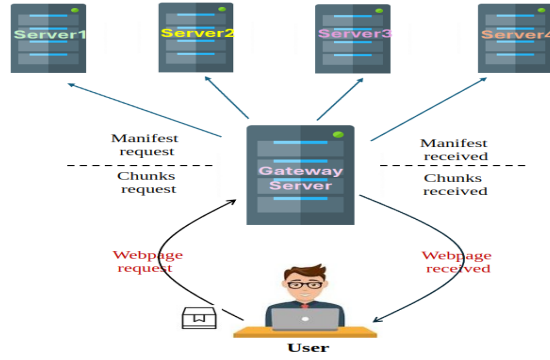 Server1
Server2
Server3
Server4
Manifest
request
Chunks
request
Gateway
Server
Manifest
received
Chunks
received
Webpage
request
Webpage
received
User